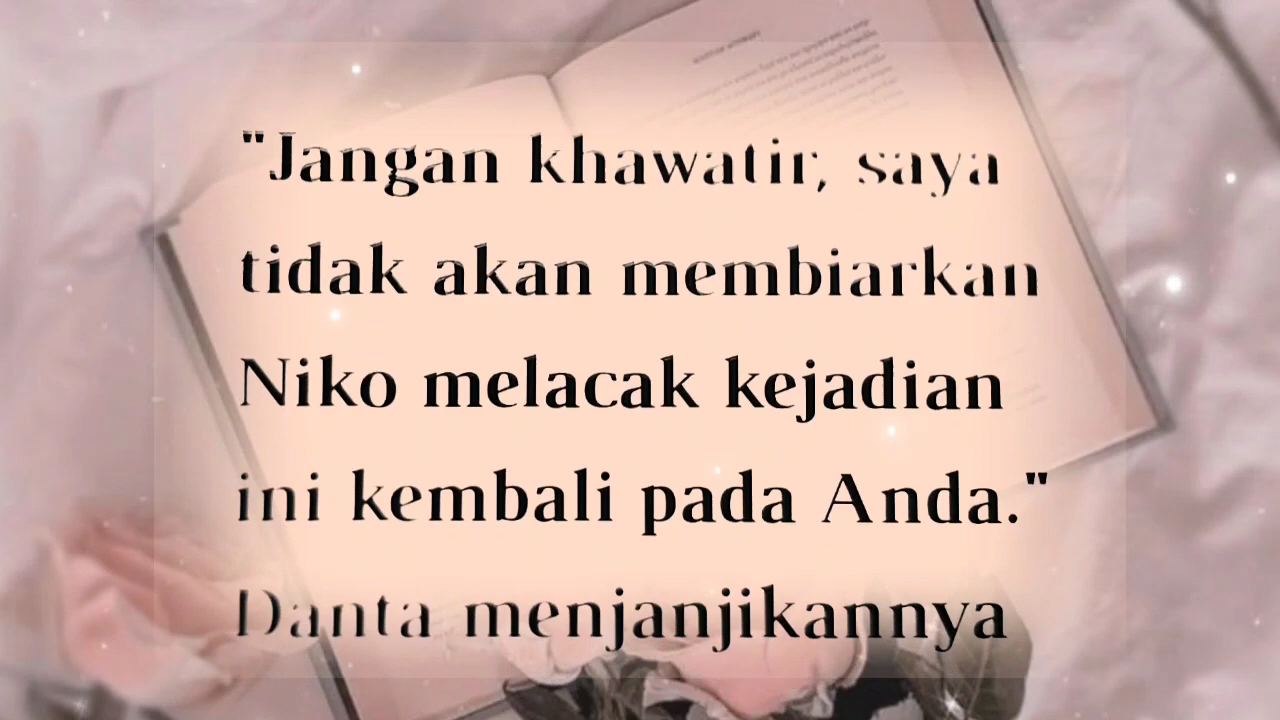 "Jangan khawatir, saya
tidak akan membiarkan
Niko melacak kejadian
ini kembali pada Anda."
Danta menjanjikannya